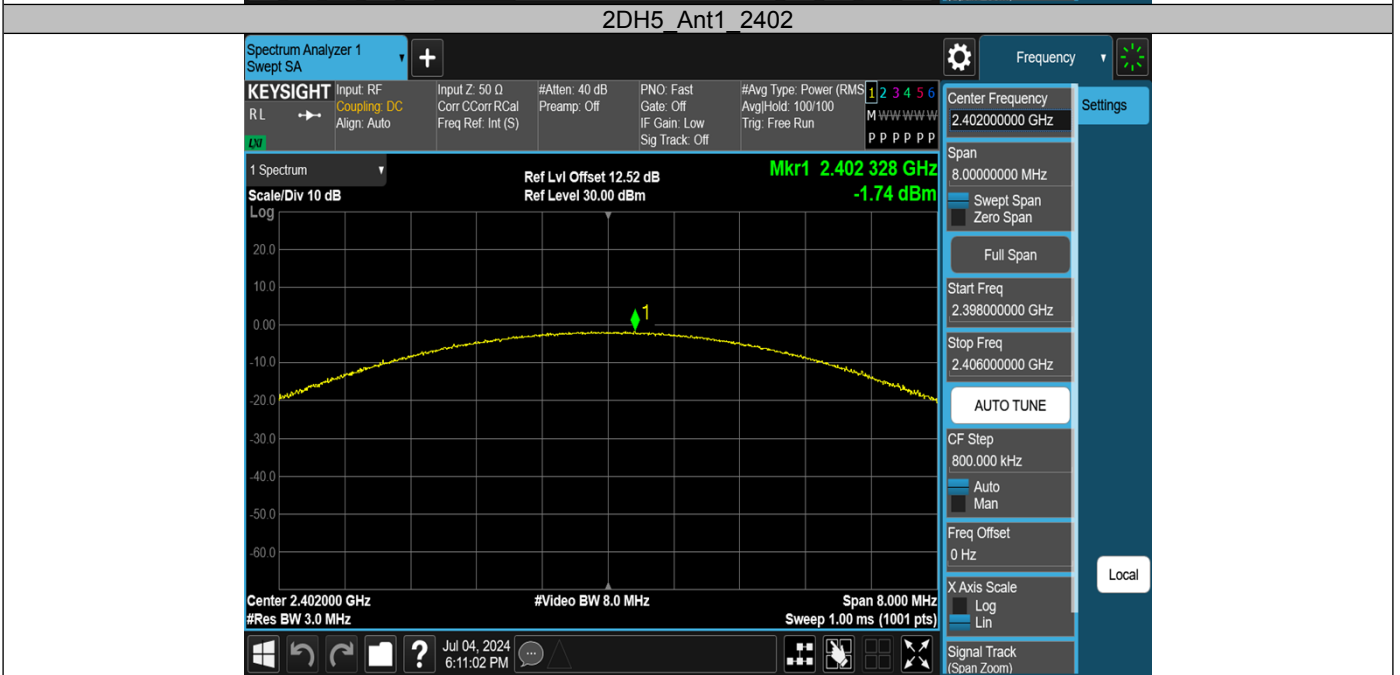 2DH5_Ant1_2402
Spectrum Analyzer 1
Swept SA
+
Frequency
KEYSIGHT
RL
LXI
Input: RF
Coupling: DC
Align: Auto
Input Z: 50 Ω
Corr CCorr RCal
Freq Ref: Int (S)
#Atten: 40 dB
Preamp: Off
PNO: Fast
Gate: Off
IF Gain: Low
Sig Track: Off
#Avg Type: Power (RMS
Avg|Hold: 100/100
Trig: Free Run
1 2 3 4 5 6
M W W W W W
P P P P P P
1 Spectrum
Scale/Div 10 dB
Log
Ref Lvl Offset 12.52 dB
Ref Level 30.00 dBm
Mkr1 2.402 328 GHz
-1.74 dBm
20.0
10.0
0.00
-10.0
-20.0
-30.0
-40.0
-50.0
-60.0
1
Center 2.402000 GHz
#Res BW 3.0 MHz
#Video BW 8.0 MHz
Span 8.000 MHz
Sweep 1.00 ms (1001 pts)
Jul 04, 2024
6:11:02 PM
Center Frequency
2.402000000 GHz
Span
8.00000000 MHz
Swept Span
Zero Span
Full Span
Start Freq
2.398000000 GHz
Stop Freq
2.406000000 GHz
AUTO TUNE
CF Step
800.000 kHz
Auto
Man
Freq Offset
0 Hz
X Axis Scale
Log
Lin
Signal Track
(Span Zoom)
Settings
Local